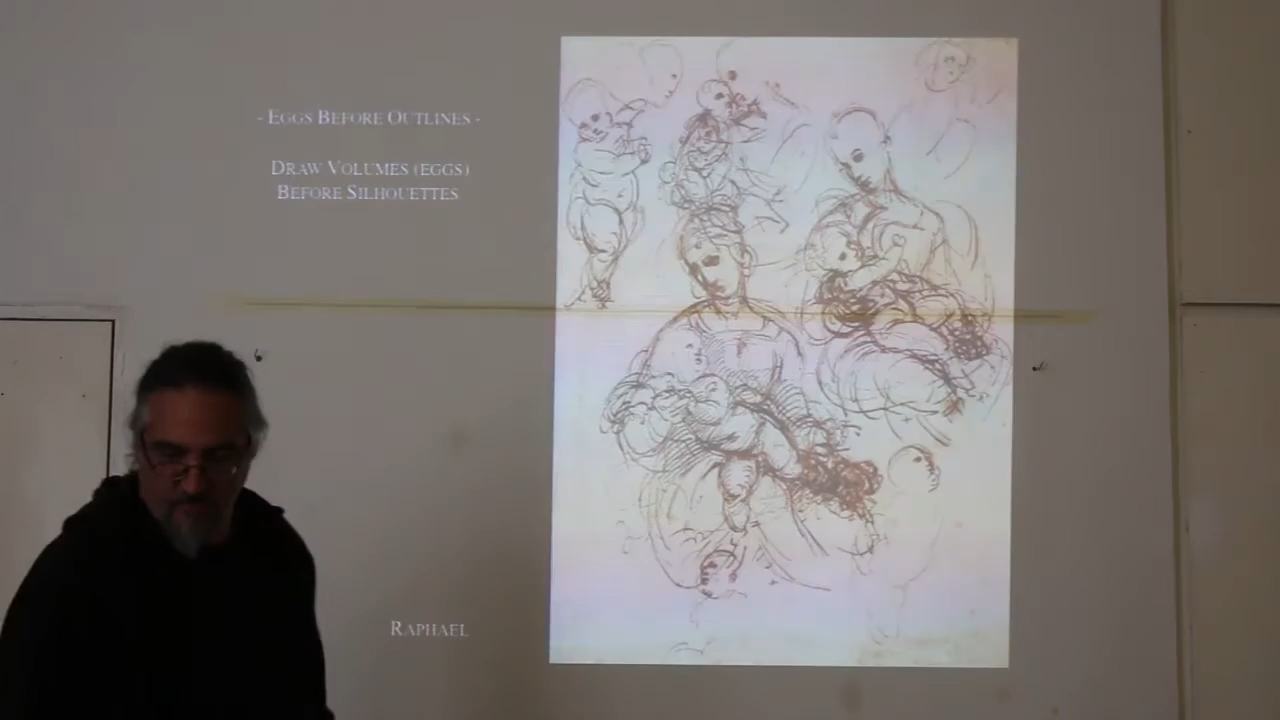 - Eggs Before Outlines -
Draw Volumes (eggs)
Before Silhouettes
Raphael